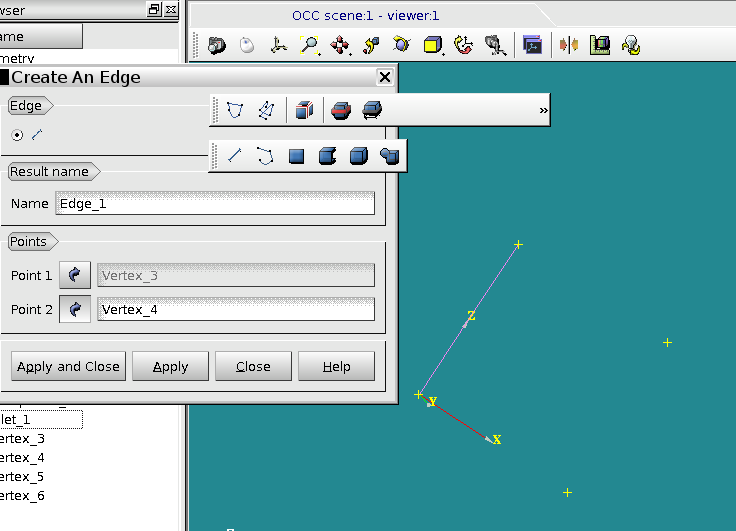 wser
OCC scene:1 - viewer:1
ame
metry
Create An Edge
Edge
»
Result name
Name Edge_1
Points
Point 1 Vertex_3
Point 2 Vertex_4
Apply and Close Apply Close Help
let_1
ertex_3
ertex_4
ertex_5
ertex_6
Z
Y
X